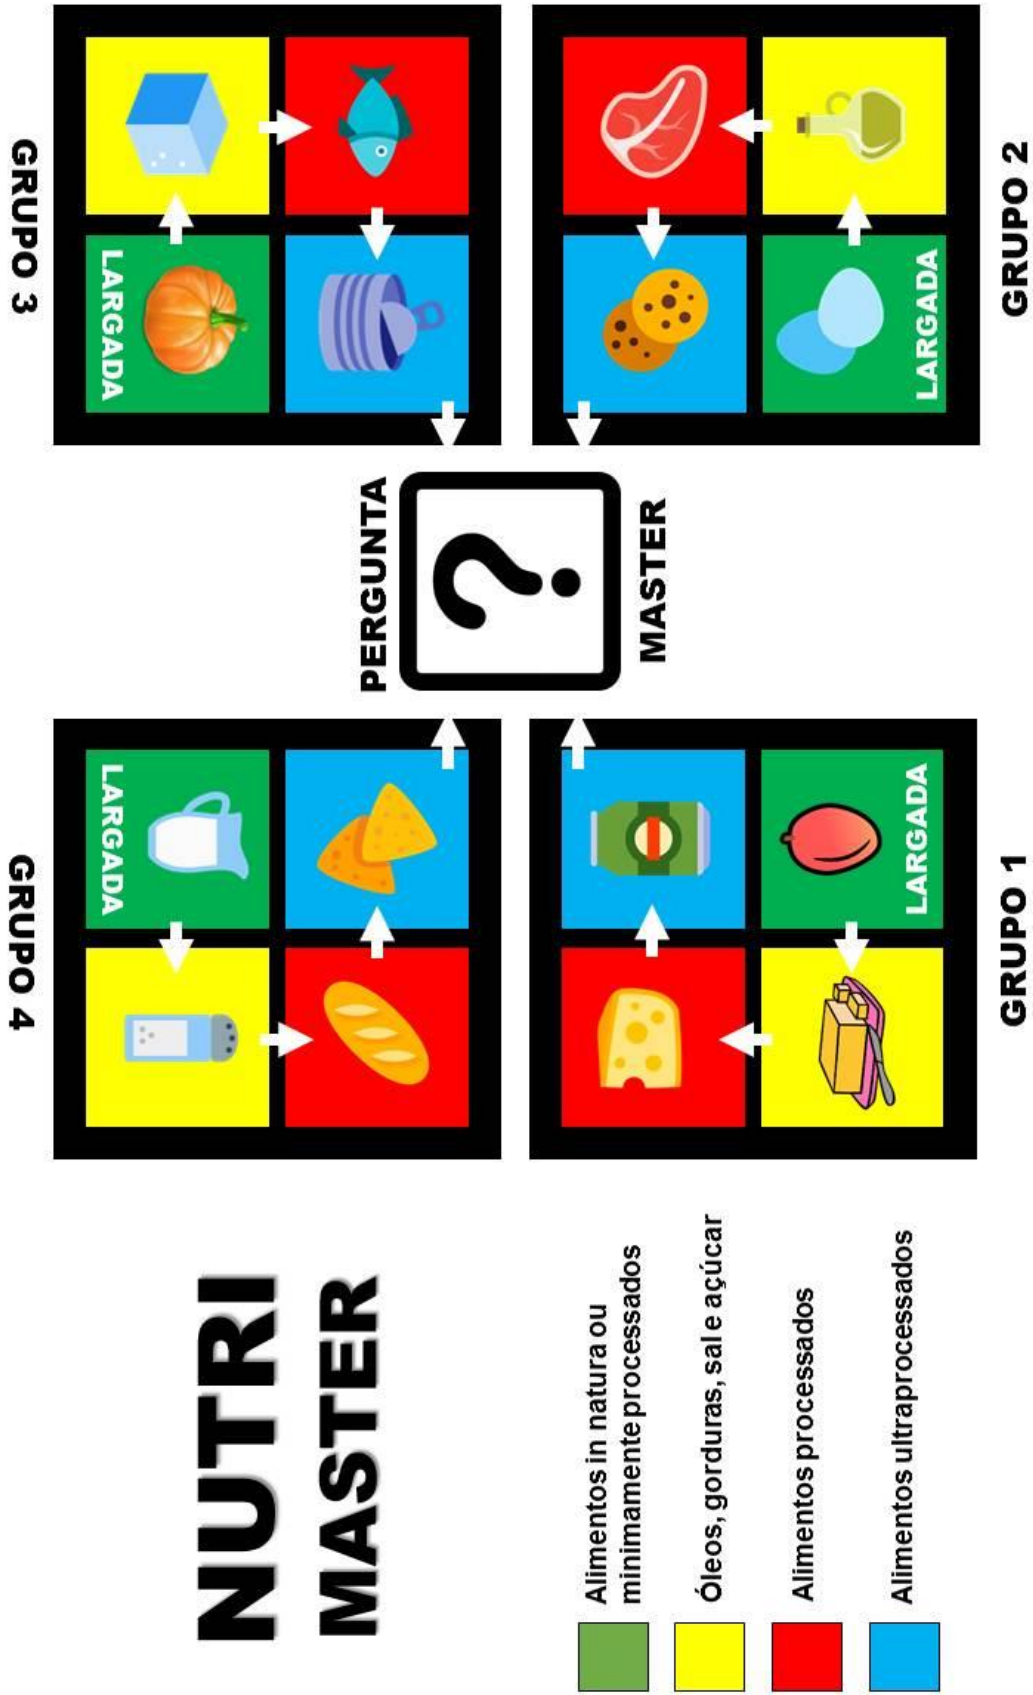 NUTRI
MASTER
Alimentos in natura ou
minimamente processados
Óleos, gorduras, sal e açúcar
Alimentos processados
Alimentos ultraprocessados
GRUPO 4
LARGADA
GRUPO 3
LARGADA
PERGUNTA
?
MASTER
LARGADA
GRUPO 1
LARGADA
GRUPO 2